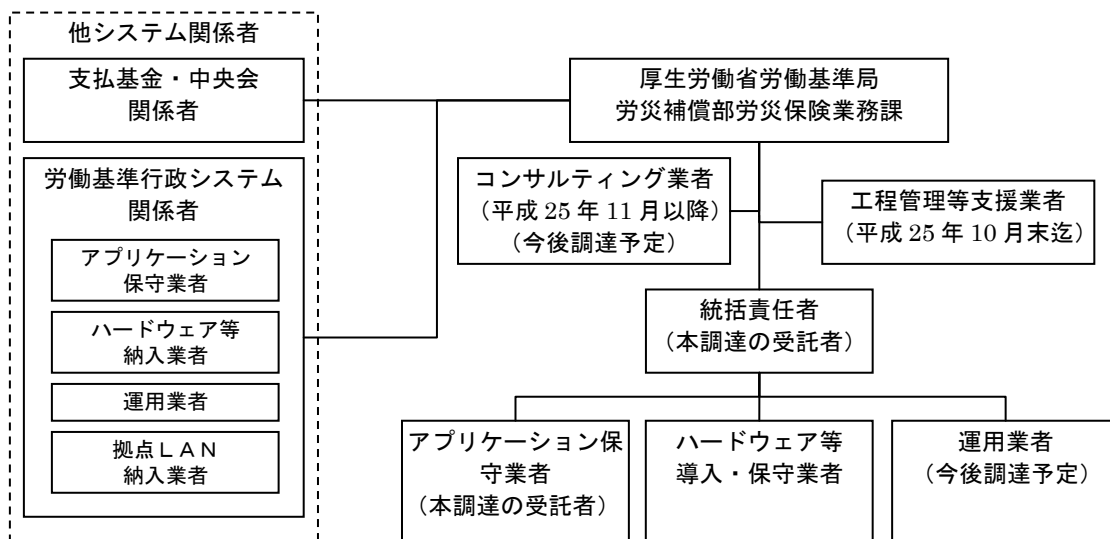 他システム関係者
支払基金・中央会
関係者
労働基準行政システム
関係者
アプリケーション
保守業者
ハードウェア等
納入業者
運用業者
拠点ＬＡＮ
納入業者
厚生労働省労働基準局
労災補償部労災保険業務課
コンサルティング業者
（平成 25 年 11 月以降）
（今後調達予定）
工程管理等支援業者
（平成 25 年 10 月末迄）
統括責任者
（本調達の受託者）
アプリケーション保
守業者
（本調達の受託者）
ハードウェア等
導入・保守業者
運用業者
（今後調達予定）